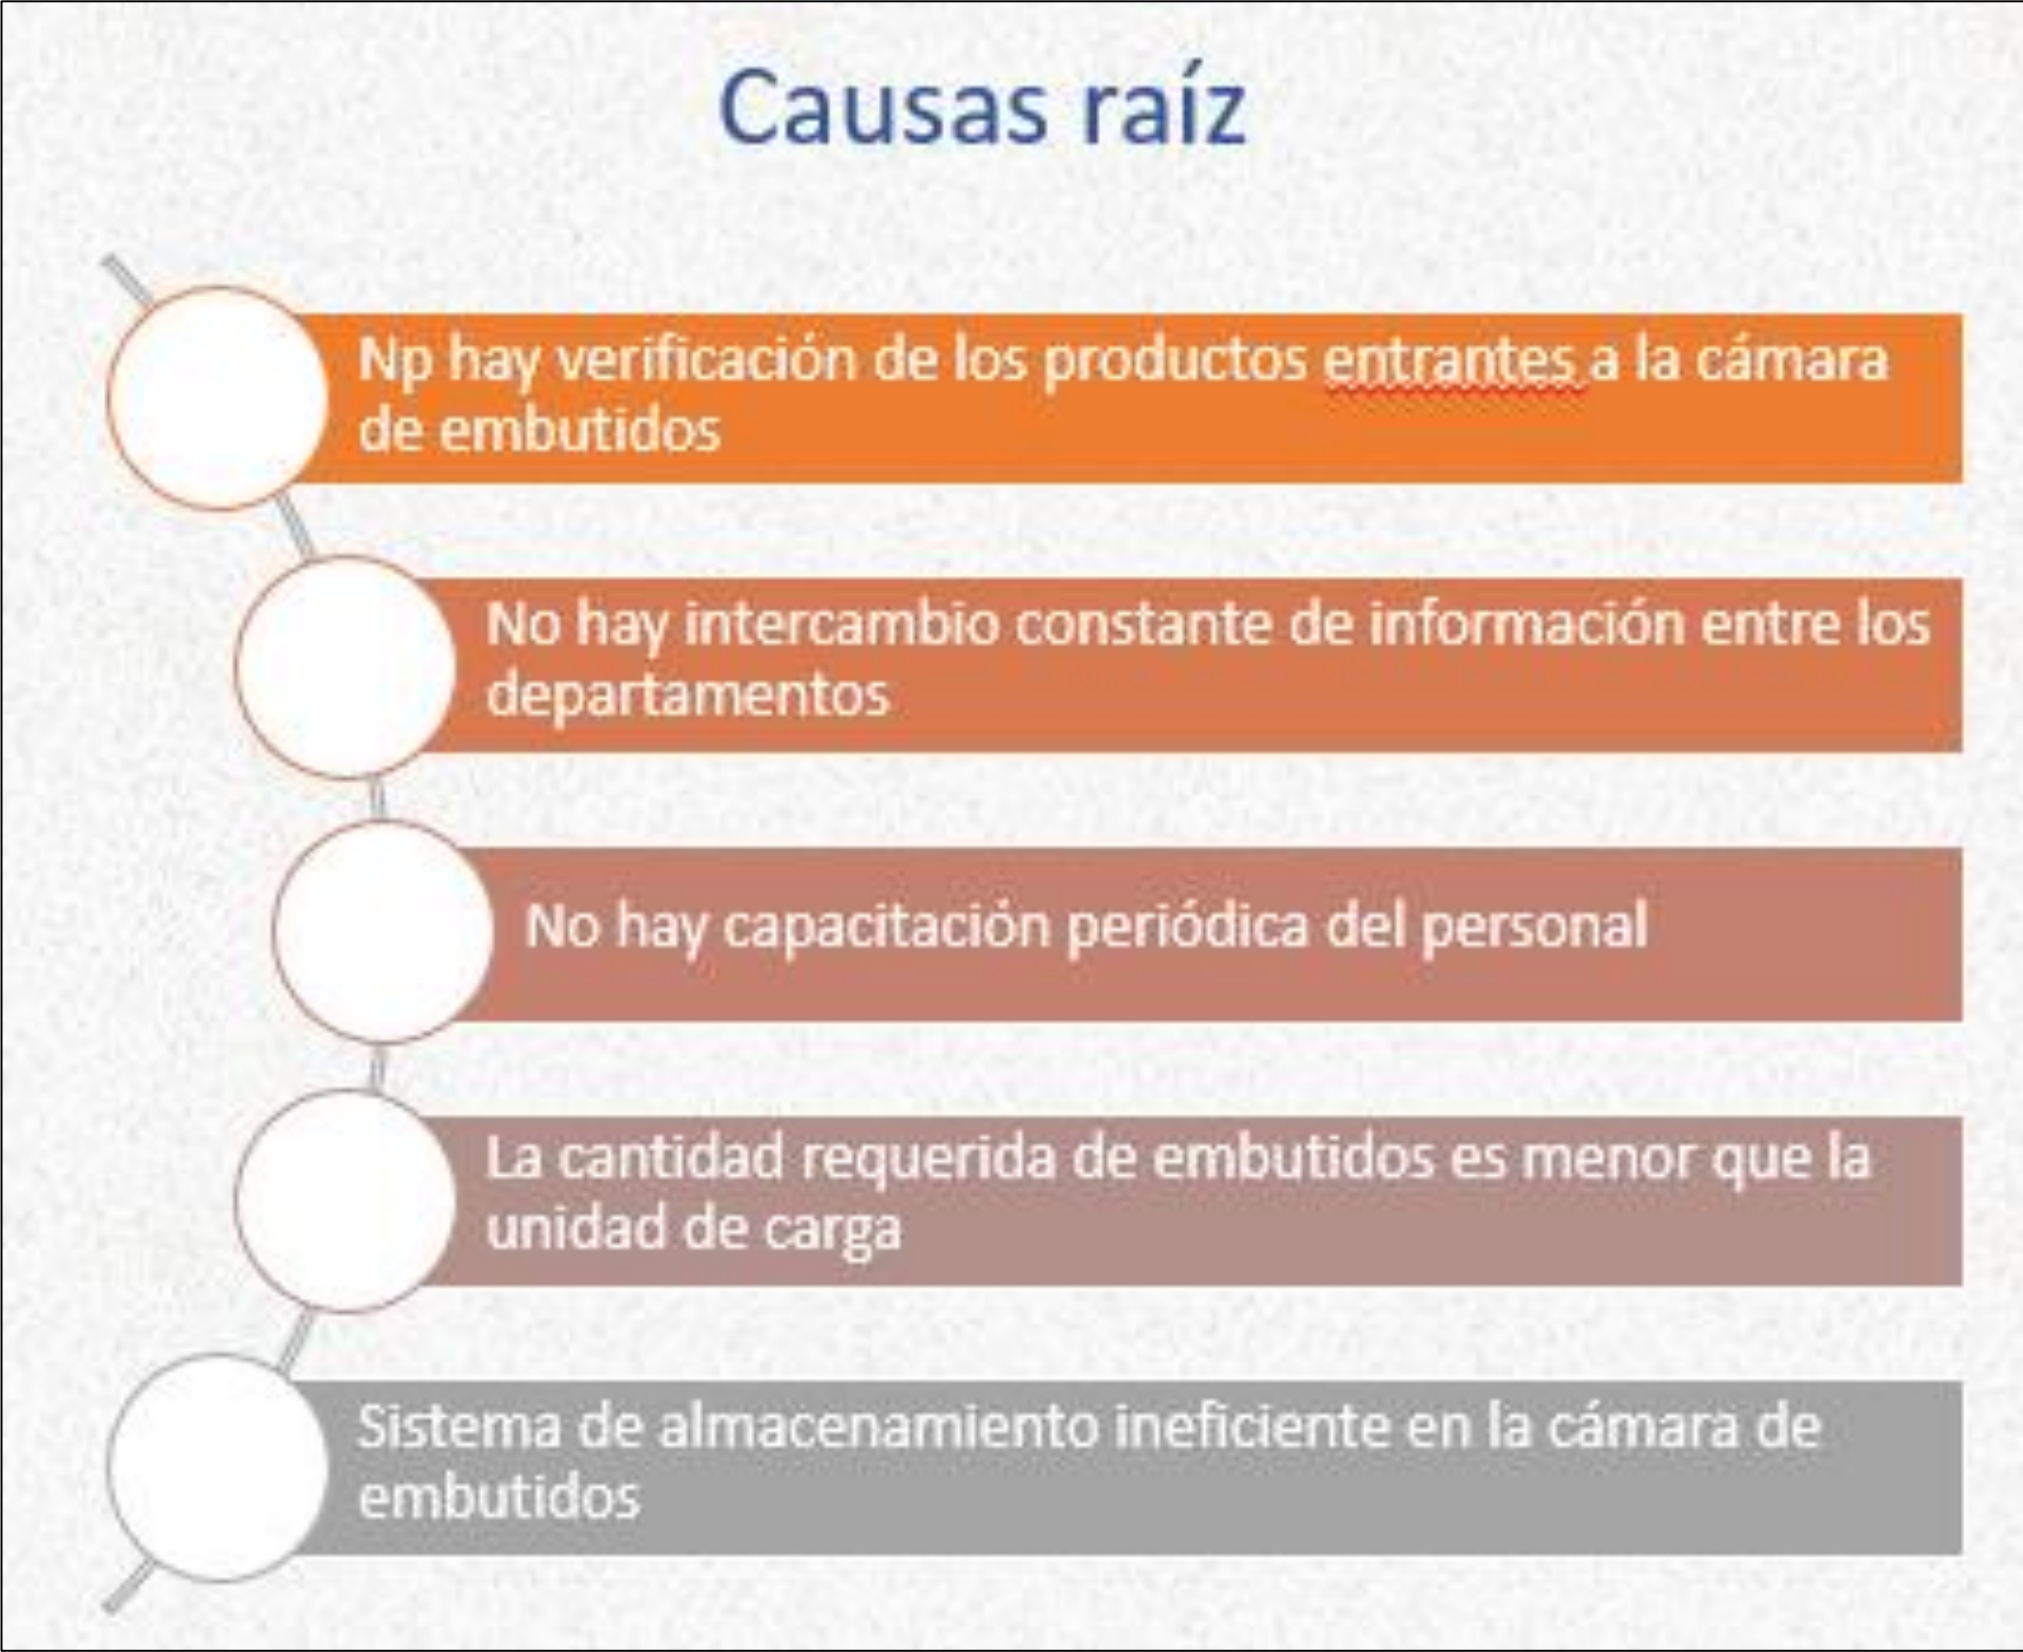 Causas raíz
Np hay verificación de los productos entrantes a la cámara
de embutidos
No hay intercambio constante de información entre los
departamentos
No hay capacitación periódica del personal
La cantidad requerida de embutidos es menor que la
unidad de carga
Sistema de almacenamiento ineficiente en la cámara de
embutidos